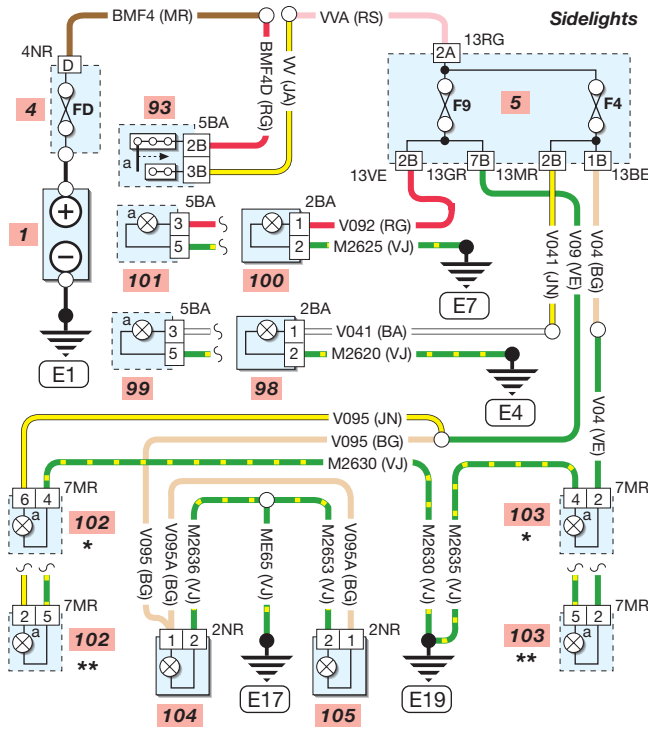 BMF4 (MR)
VVA (RS)
Sidelights
4NR
D
4
FD
BMF4D (RG)
VV (JA)
93
5BA
a
2B
3B
13RG
2A
F9
5
F4
2B
7B
2B
1B
13VE
13GR
13MR
13BE
1
+
−
E1
a
3
5
5BA
101
2BA
1
2
100
V092 (RG)
M2625 (VJ)
E7
V041 (JN)
V09 (VE)
V04 (BG)
a
3
5
5BA
99
2BA
1
2
98
V041 (BA)
M2620 (VJ)
E4
V04 (VE)
V095 (JN)
V095 (BG)
M2630 (VJ)
6
4
7MR
a
102
*
2
5
7MR
a
102
**
V095 (BG)
V095A (BG)
M2636 (VJ)
ME65 (VJ)
M2653 (VJ)
V095A (BG)
M2630 (VJ)
M2635 (VJ)
4
2
7MR
a
103
*
5
2
7MR
a
103
**
1
2
2NR
104
E17
2
1
2NR
105
E19